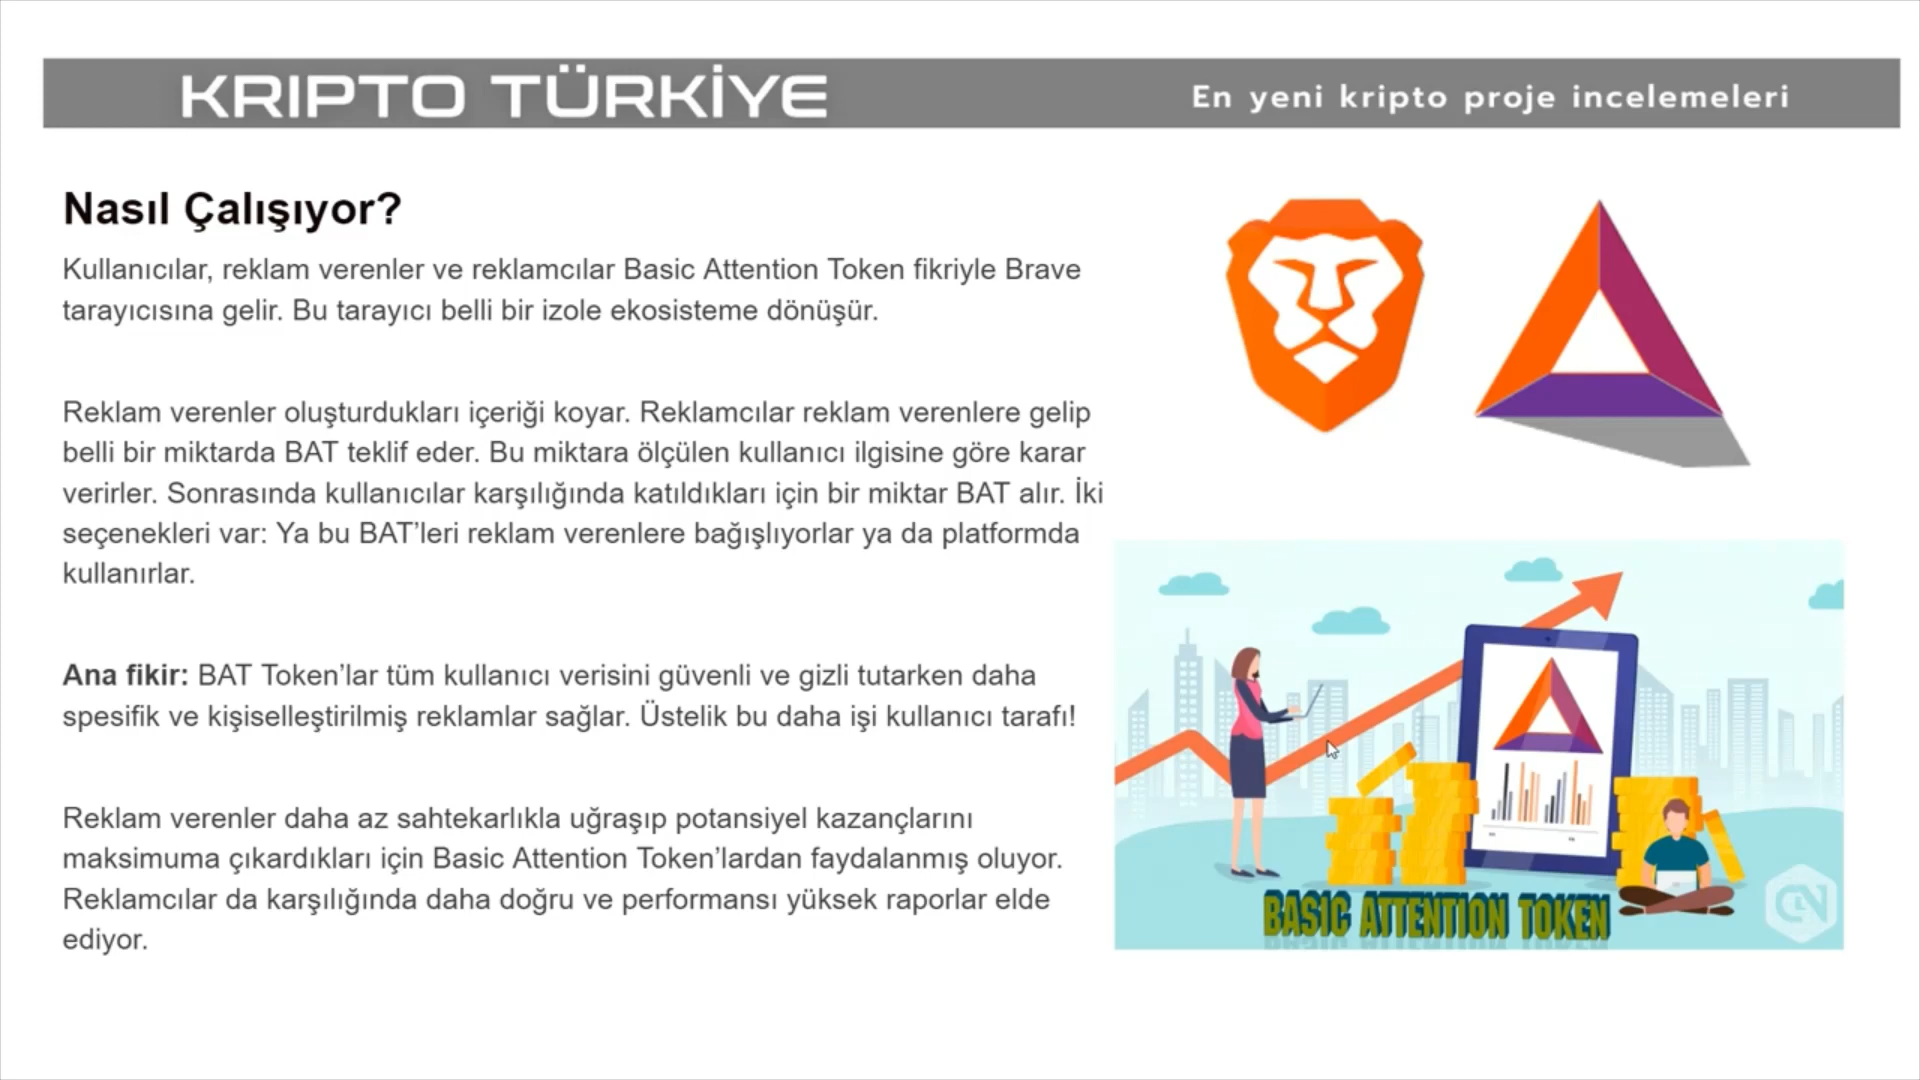 KRIPTO TÜRKİYE
En yeni kripto proje incelemeleri
Nasıl Çalışıyor?
Kullanıcılar, reklam verenler ve reklamcılar Basic Attention Token fikriyle Brave
tarayıcısına gelir. Bu tarayıcı belli bir izole ekosisteme dönüşür.
Reklam verenler oluşturdukları içeriği koyar. Reklamcılar reklam verenlere gelip
belli bir miktarda BAT teklif eder. Bu miktara ölçülen kullanıcı ilgisine göre karar
verirler. Sonrasında kullanıcılar karşılığında katıldıkları için bir miktar BAT alır. İki
seçenekleri var: Ya bu BAT’leri reklam verenlere bağışlıyorlar ya da platformda
kullanırlar.
Ana fikir: BAT Token’lar tüm kullanıcı verisini güvenli ve gizli tutarken daha
spesifik ve kişiselleştirilmiş reklamlar sağlar. Üstelik bu daha işi kullanıcı tarafı!
Reklam verenler daha az sahtekarlıkla uğraşıp potansiyel kazançlarını
maksimuma çıkardıkları için Basic Attention Token’lardan faydalanmış oluyor.
Reklamcılar da karşılığında daha doğru ve performansı yüksek raporlar elde
ediyor.
BASIC ATTENTION TOKEN
CN